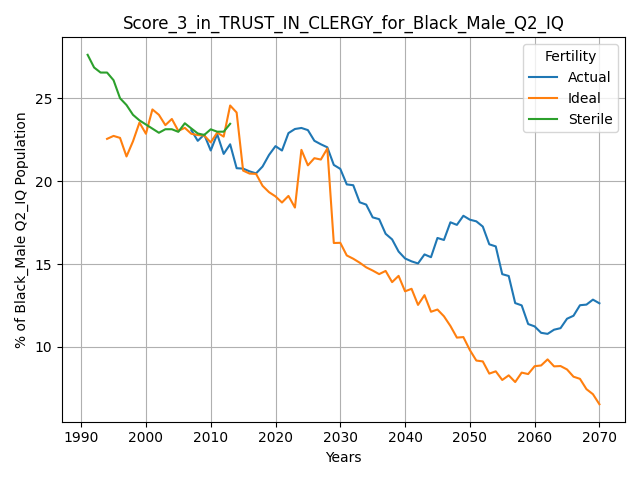 Score_3_in_TRUST_IN_CLERGY_for_Black_Male_Q2_IQ
Fertility
Actual
Ideal
Sterile
% of Black_Male Q2_IQ Population
25
20
15
10
1990 2000 2010 2020 2030 2040 2050 2060 2070
Years